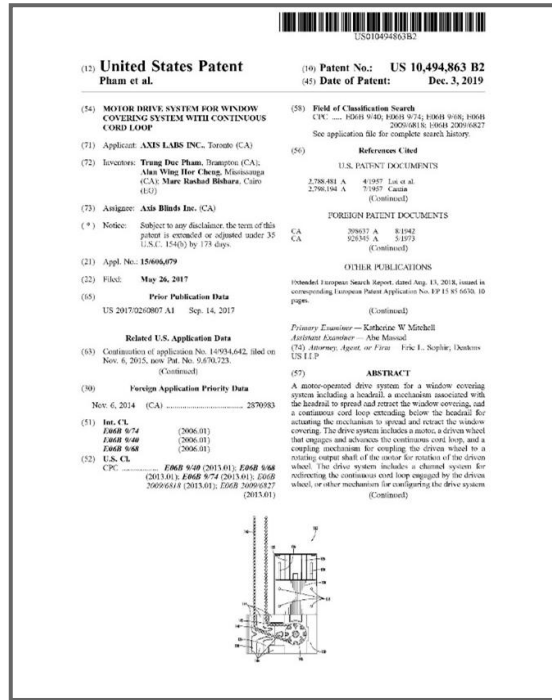 US010494863B2
(12) United States Patent
Pham et al.
(10) Patent No.: US 10,494,863 B2
(45) Date of Patent: Dec. 3, 2019
(54) MOTOR DRIVE SYSTEM FOR WINDOW
COVERING SYSTEM WITH CONTINUOUS
CORD LOOP
(71) Applicant: AXIS LABS INC., Toronto (CA)
(72) Inventors: Trung Duc Pham, Brampton (CA);
Alan Wing Hor Cheng, Mississauga
(CA); Marc Rashad Bishara, Cairo
(EG)
(73) Assignee: Axis Blinds Inc. (CA)
( * ) Notice: Subject to any disclaimer, the term of this
patent is extended or adjusted under 35
U.S.C. 154(b) by 173 days.
(21) Appl. No.: 15/606,079
(22) Filed: May 26, 2017
(65) Prior Publication Data
US 2017/0260807 A1 Sep. 14, 2017
Related U.S. Application Data
(63) Continuation of application No. 14/934,642, filed on
Nov. 6, 2015, now Pat. No. 9,670,723.
(Continued)
(30) Foreign Application Priority Data
Nov. 6, 2014 (CA) 2870983
(51) Int. Cl.
E06B 9/74 (2006.01)
E06B 9/40 (2006.01)
E06B 9/68 (2006.01)
(52) U.S. Cl.
CPC E06B 9/40 (2013.01); E06B 9/68
(2013.01); E06B 9/74 (2013.01); E06B
2009/6818 (2013.01); E06B 2009/6827
(2013.01)
(58) Field of Classification Search
CPC E06B 9/40; E06B 9/74; E06B 9/68; E06B
2009/6818; E06B 2009/6827
See application file for complete search history.
(56) References Cited
U.S. PATENT DOCUMENTS
2,788,481 A 4/1957
2,798,194 A 7/1957
(Continued)
FOREIGN PATENT DOCUMENTS
CA 398637 A 8/1942
CA 928345 A 5/1973
(Continued)
OTHER PUBLICATIONS
Extended European Search Report, dated Aug. 13, 2018, issued in
corresponding European Patent Application No. EP 15 85 6630, 10
pages.
(Continued)
Primary Examiner — Katherine W Mitchell
Assistant Examiner — Abe Massad
(74) Attorney, Agent, or Firm Eric L. Sophir; Dentons
US LLP
(57) ABSTRACT
A motor-operated drive system for a window covering
system including a headrail, a mechanism associated with
the headrail to spread and retract the window covering, and
a continuous cord loop extending below the headrail for
actuating the mechanism to spread and retract the window
covering. The drive system includes a motor, a driven wheel
that engages and advances the continuous cord loop, and a
coupling mechanism for coupling the driven wheel to a
rotating output shaft of the motor for rotation of the driven
wheel. The drive system includes a channel system for
redirecting the continuous cord loop engaged by the driven
wheel, or other mechanism for configuring the drive system
(Continued)